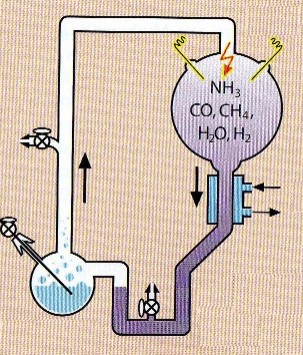 NH₃
CO, CH₄,
H₂O, H₂